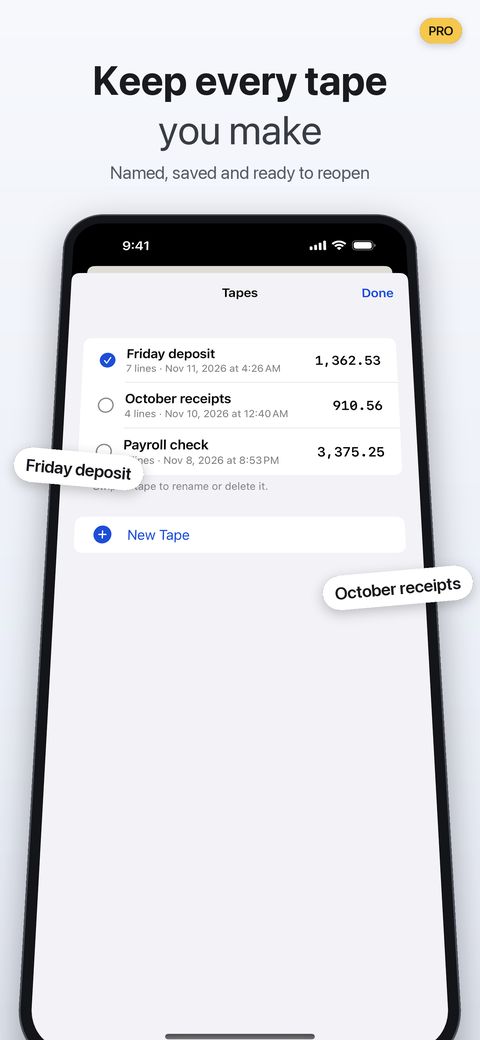 PRO
Keep every tape
you make
Named, saved and ready to reopen
9:41
Tapes
Done
Friday deposit
1,362.53
7 lines · Nov 11, 2026 at 4:26 AM
October receipts
910.56
4 lines · Nov 10, 2026 at 12:40 AM
Payroll check
3,375.25
lines · Nov 8, 2026 at 8:53 PM
Friday deposit
tape to rename or delete it.
New Tape
October receipts